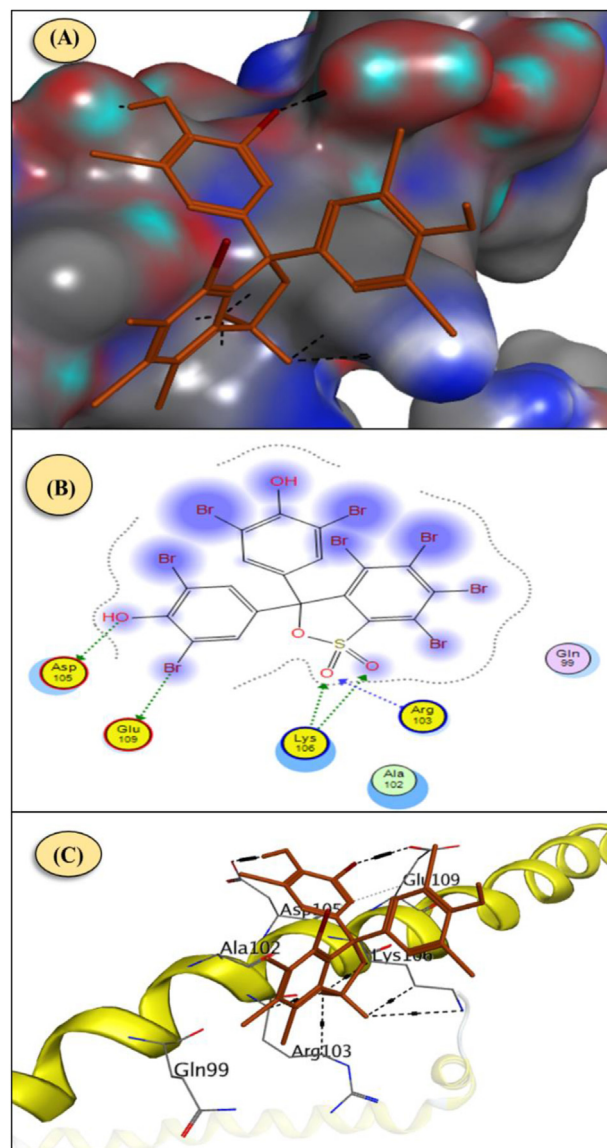 (A)
(B)
OH
Br
Br
Br
Br
Br
Br
Br
Br
HO
Br
O
S
O
O
Asp
105
Glu
109
Lys
106
Arg
103
Gln
99
Ala
102
(C)
Glu109
Asp105
Ala102
Lys106
Arg103
Gln99